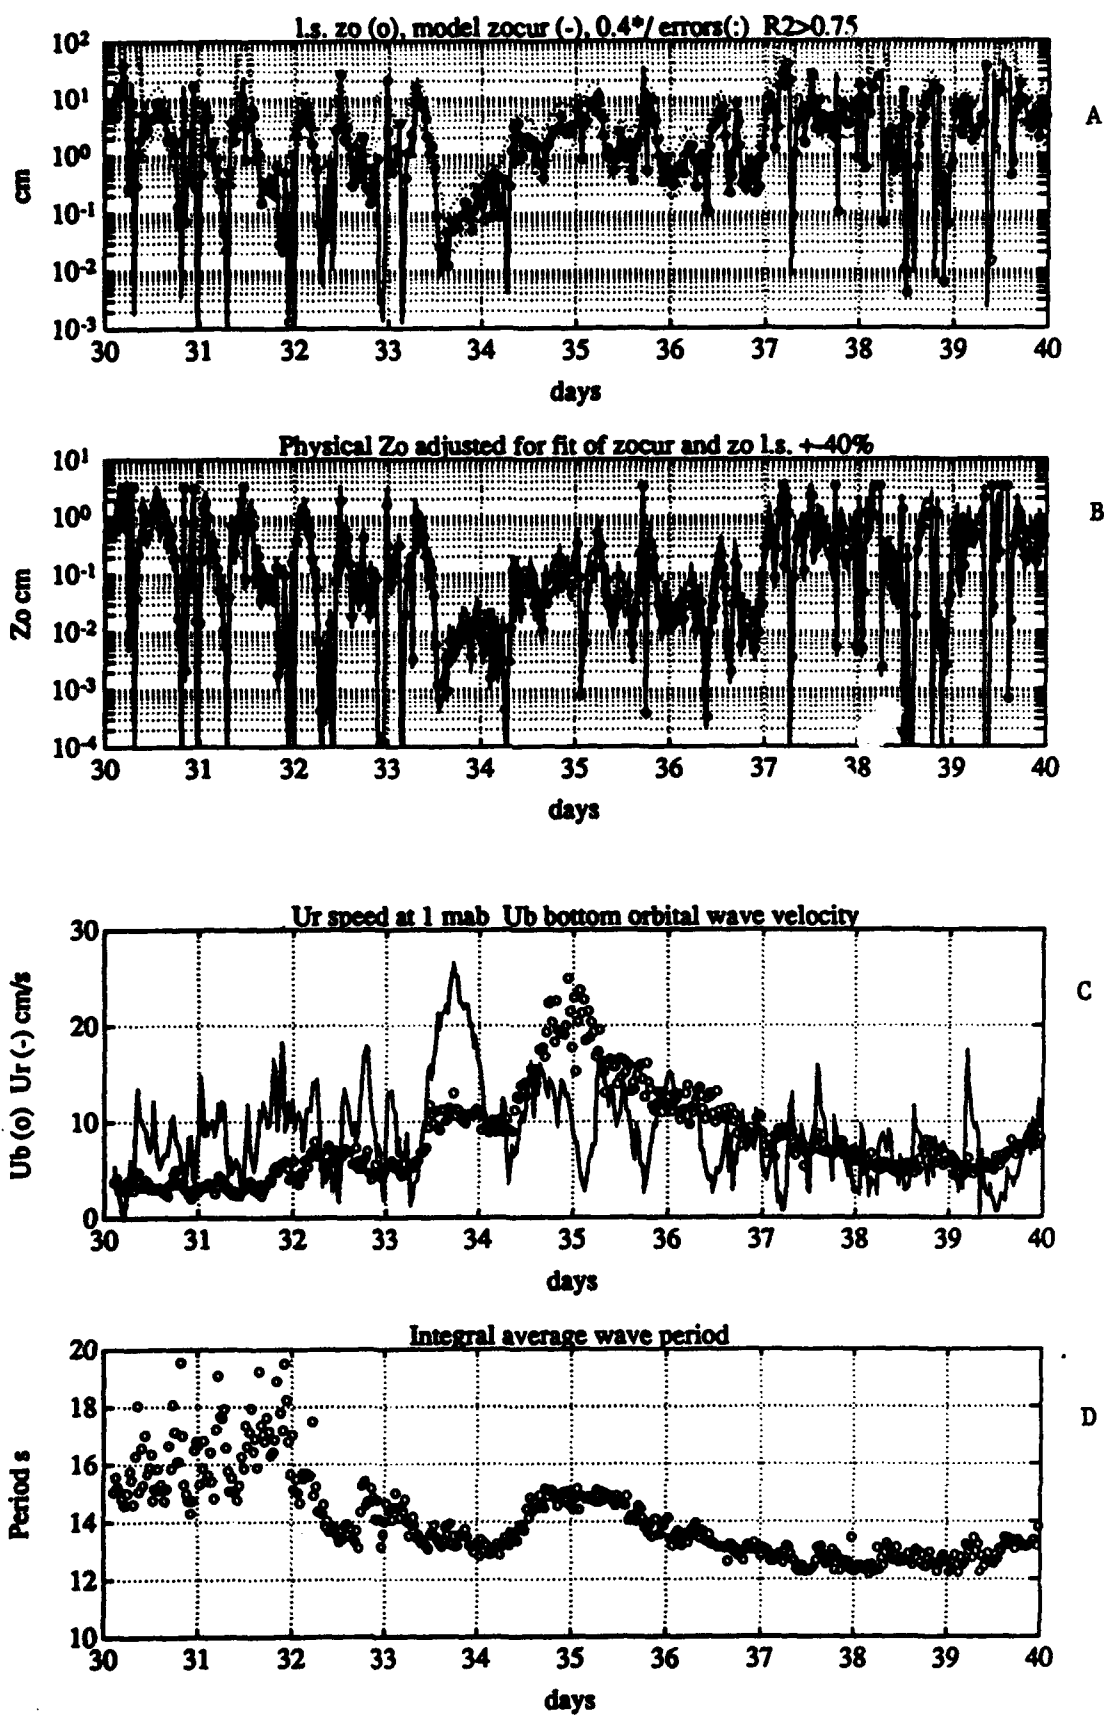 l.s. zo (o), model zocur (-), 0.4*/ errors(:) R2>0.75
10² 10¹ 10⁰ 10⁻¹ 10⁻² 10⁻³
cm
A
30 31 32 33 34 35 36 37 38 39 40
days
Physical Zo adjusted for fit of zocur and zo l.s. +-40%
10¹ 10⁰ 10⁻¹ 10⁻² 10⁻³ 10⁻⁴
Zo cm
B
30 31 32 33 34 35 36 37 38 39 40
days
Ur speed at 1 mab Ub bottom orbital wave velocity
30 20 10 0
Ub (o) Ur (-) cm/s
C
30 31 32 33 34 35 36 37 38 39 40
days
Integral average wave period
20 18 16 14 12 10
Period s
D
30 31 32 33 34 35 36 37 38 39 40
days